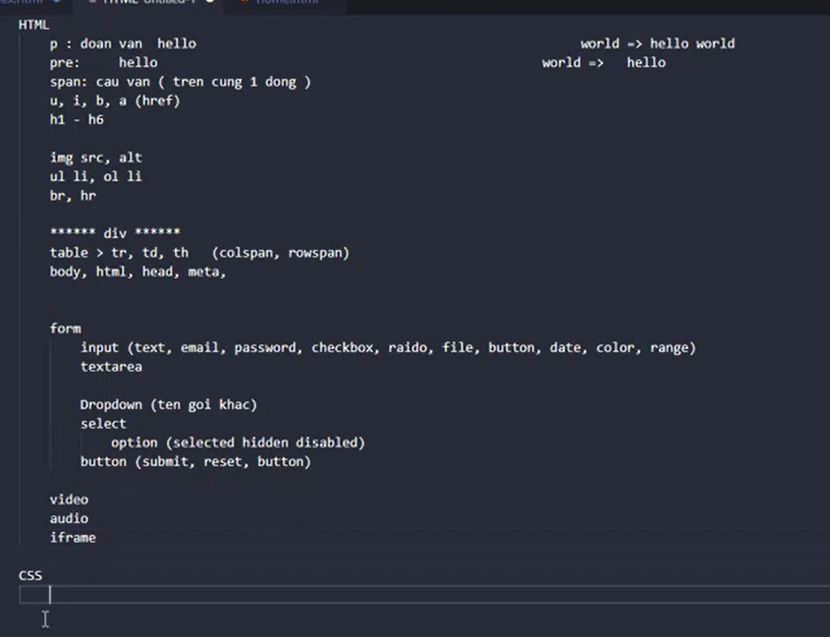 HTML
p : doan van  hello                                                  world => hello world
pre:     hello                                                  world =>   hello
span: cau van ( tren cung 1 dong )
u, i, b, a (href)
h1 - h6
img src, alt
ul li, ol li
br, hr
****** div ******
table > tr, td, th   (colspan, rowspan)
body, html, head, meta,
form
input (text, email, password, checkbox, raido, file, button, date, color, range)
textarea
Dropdown (ten goi khac)
select
option (selected hidden disabled)
button (submit, reset, button)
video
audio
iframe
CSS